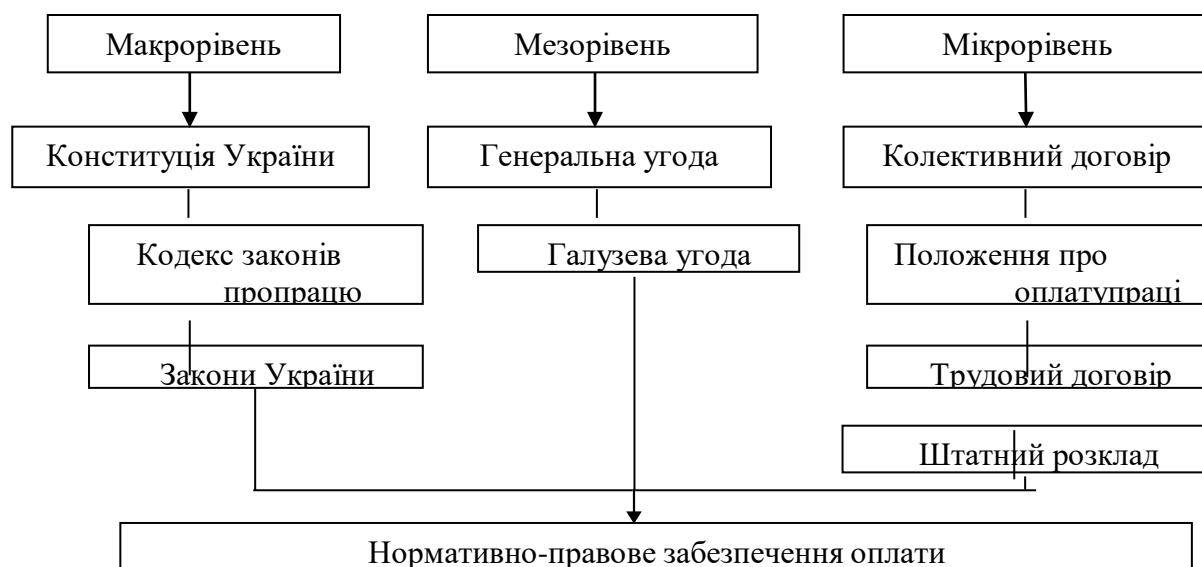 Макрорівень
Мезорівень
Мікрорівень
Конституція України
Генеральна угода
Колективний договір
Кодекс законів
пропрацю
Галузева угода
Положення про
оплатупраці
Закони України
Трудовий договір
Штатний розклад
Нормативно-правове забезпечення оплати